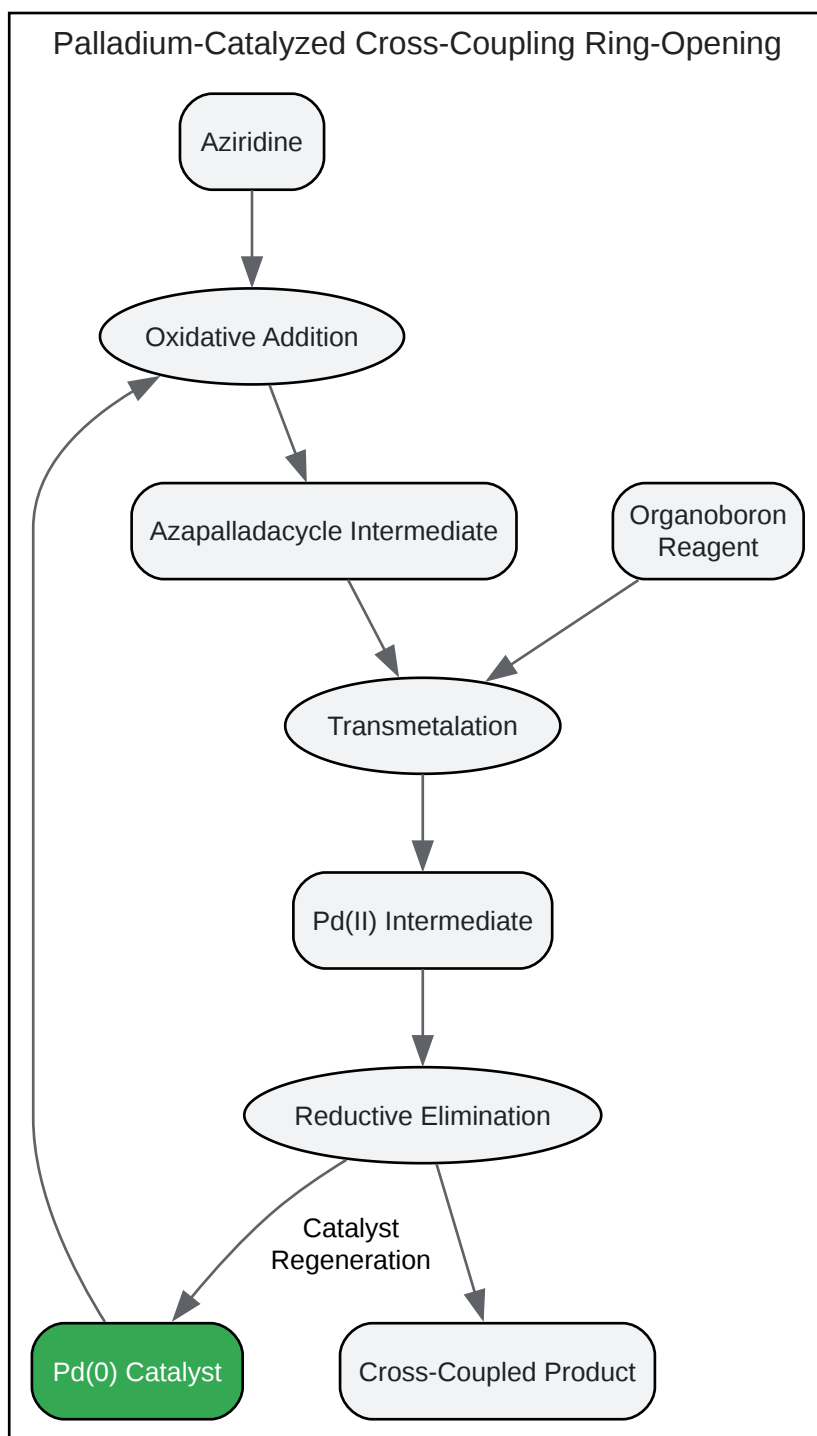 Palladium-Catalyzed Cross-Coupling Ring-Opening
Aziridine
Oxidative Addition
Azapalladacycle Intermediate
Organoboron
Reagent
Transmetalation
Pd(II) Intermediate
Reductive Elimination
Catalyst
Regeneration
Pd(0) Catalyst
Cross-Coupled Product